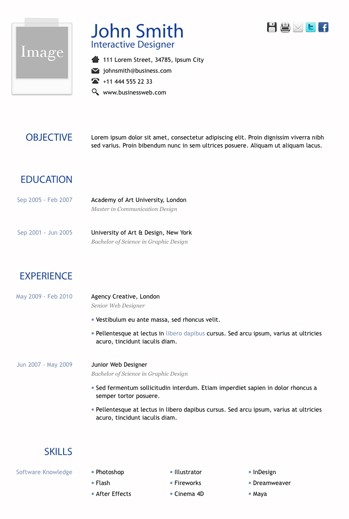 John Smith
Interactive Designer
Image
111 Lorem Street, 34785, Ipsum City
johnsmith@business.com
+11 444 555 22 33
www.businessweb.com
OBJECTIVE
Lorem ipsum dolor sit amet, consectetur adipiscing elit. Proin dignissim viverra nibh
sed varius. Proin bibendum nunc in sem ultrices posuere. Aliquam ut aliquam lacus.
EDUCATION
Sep 2005 - Feb 2007
Academy of Art University, London
Master in Communication Design
Sep 2001 - Jun 2005
University of Art & Design, New York
Bachelor of Science in Graphic Design
EXPERIENCE
May 2009 - Feb 2010
Agency Creative, London
Senior Web Designer
Vestibulum eu ante massa, sed rhoncus velit.
Pellentesque at lectus in libero dapibus cursus. Sed arcu ipsum, varius at ultricies
acuro, tincidunt iaculis diam.
Jun 2007 - May 2009
Junior Web Designer
Bachelor of Science in Graphic Design
Sed fermentum sollicitudin interdum. Etiam imperdiet sapien in dolor rhoncus a
semper tortor posuere.
Pellentesque at lectus in libero dapibus cursus. Sed arcu ipsum, varius at ultricies
acuro, tincidunt iaculis diam.
SKILLS
Software Knowledge
Photoshop
Illustrator
InDesign
Flash
Fireworks
Dreamweaver
After Effects
Cinema 4D
Maya